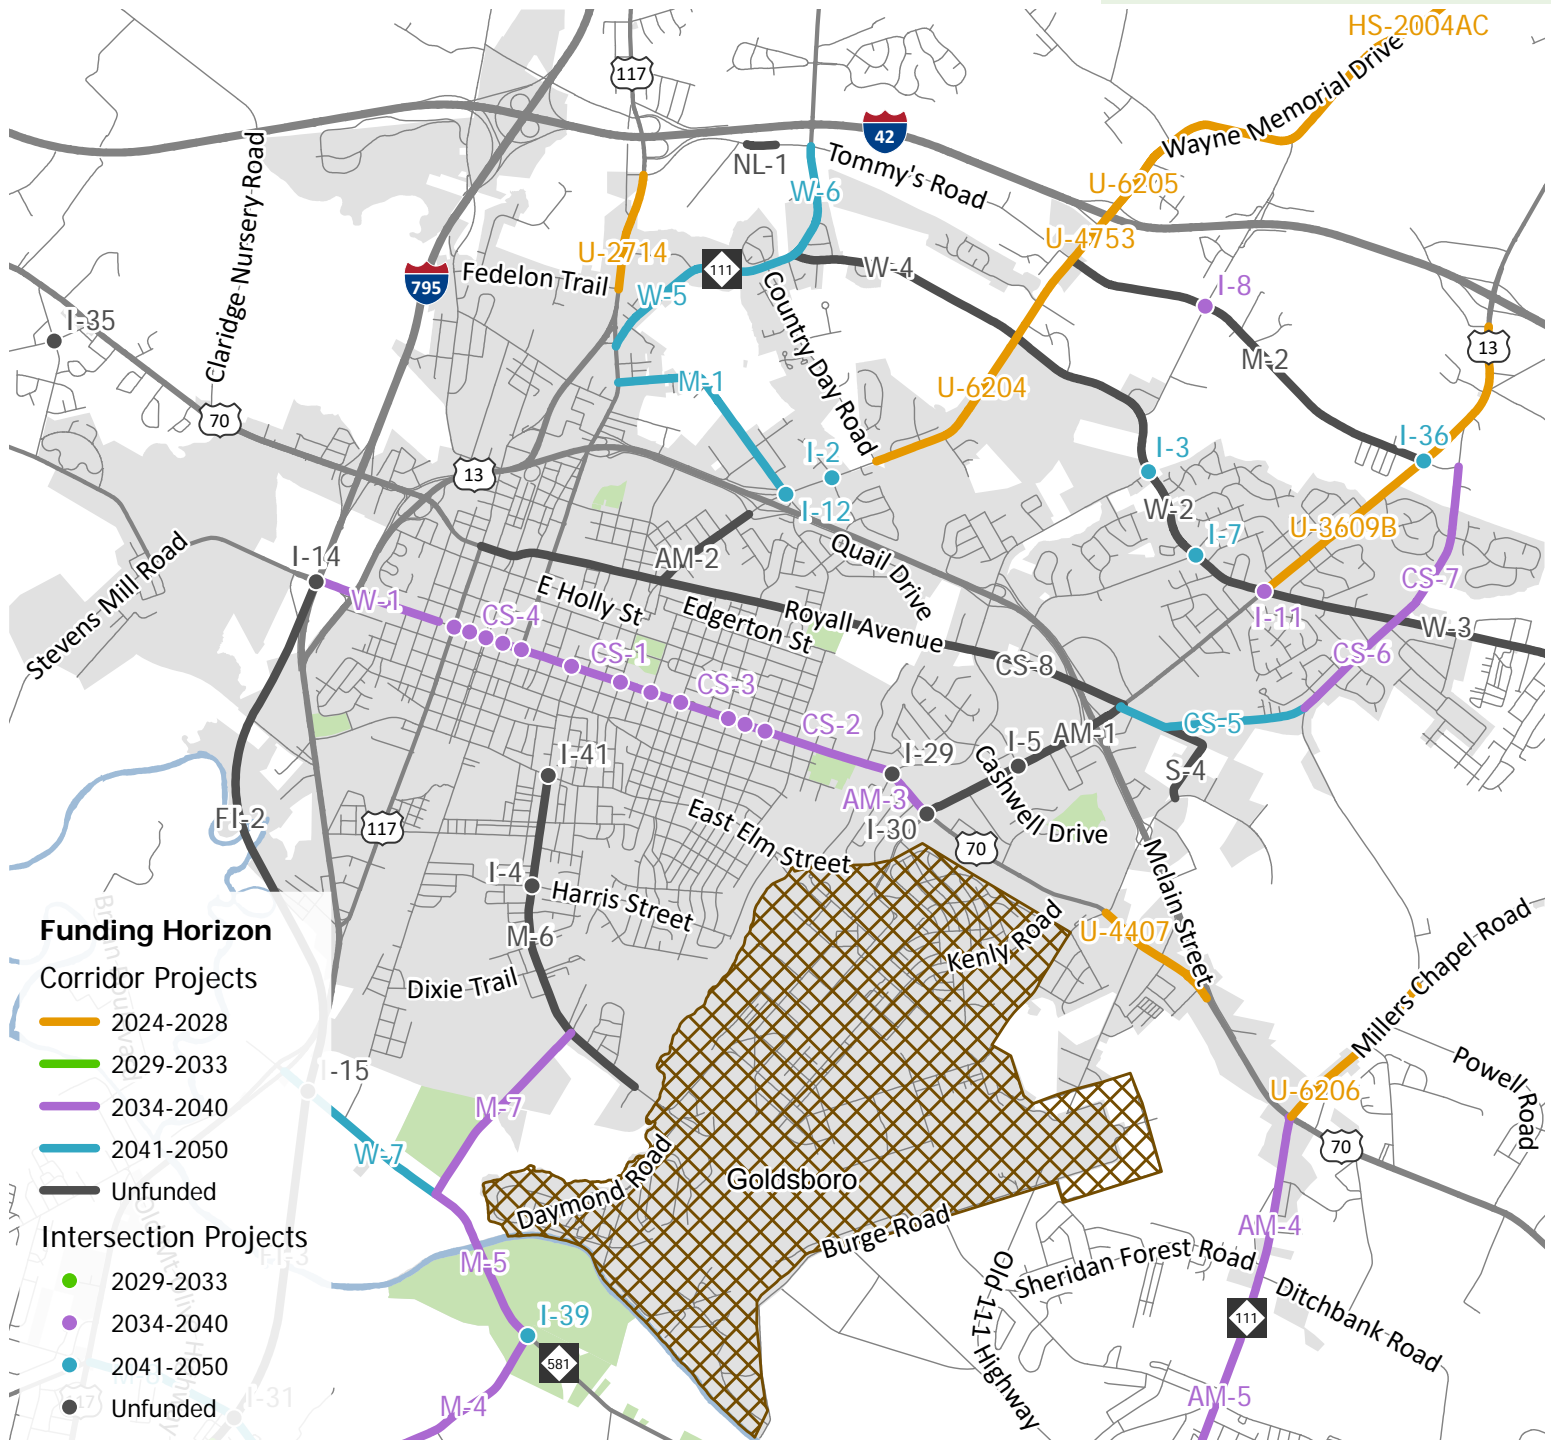 HS-2004AC
117
Wayne Memorial Drive
42
NL-1
Tommy's Road
W-6
U-6205
Claridge Nursery Road
U-4753
U-2714
111
W-4
Fedelon Trail
795
W-5
I-8
I-35
Country Day Road
13
M-2
70
M-1
U-6204
I-36
I-3
I-2
13
W-2
I-12
U-3609B
I-7
Quail Drive
Stevens Mill Road
I-14
AM-2
CS-7
W-1
E Holly St
CS-4
Edgerton St
Royall Avenue
I-11
W-3
CS-1
CS-6
CS-8
CS-3
CS-2
CS-5
AM-1
I-41
I-29
I-5
Cashwell Drive
S-4
AM-3
I-30
FI-2
117
East Elm Street
70
Mclain Street
I-4
Harris Street
Funding Horizon
M-6
Kenly Road
U-4407
Millers Chapel Road
Corridor Projects
Dixie Trail
2024-2028
2029-2033
Powell Road
I-15
U-6206
2034-2040
M-7
70
2041-2050
W-7
Daymond Road
Goldsboro
Unfunded
Burge Road
AM-4
Intersection Projects
FI-3
M-5
Old 111 Highway
Sheridan Forest Road
2029-2033
Ditchbank Road
2034-2040
I-39
111
2041-2050
581
AM-5
I-31
M-4
Unfunded
117